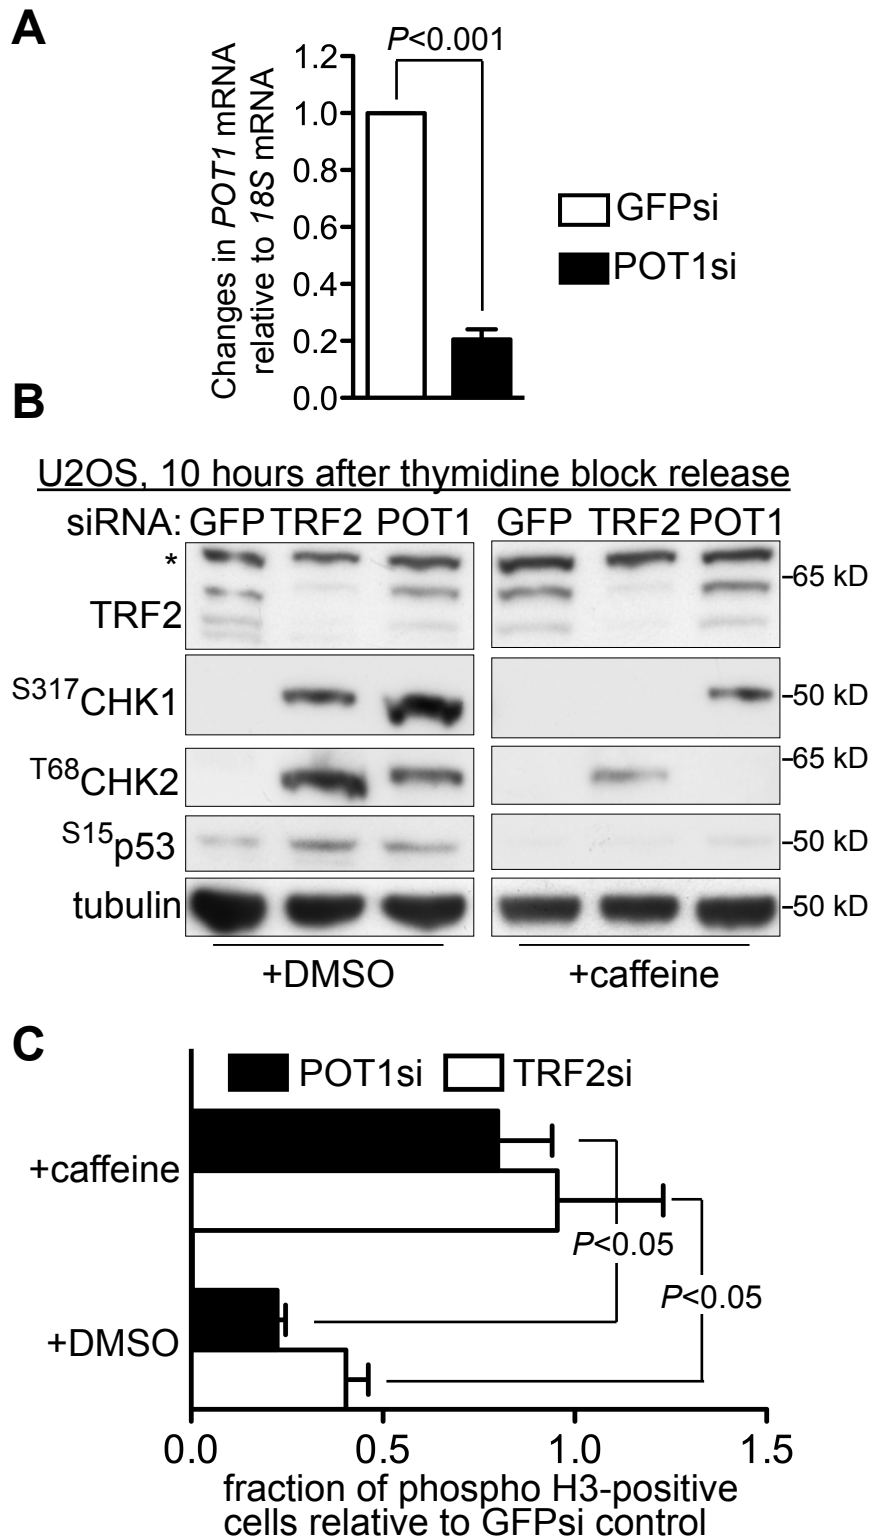 A
P<0.001
Changes in POT1 mRNA
relative to 18S mRNA
1.2
1.0
0.8
0.6
0.4
0.2
0.0
GFPsi
POT1si
B
U2OS, 10 hours after thymidine block release
siRNA: GFP TRF2 POT1 GFP TRF2 POT1
*
-65 kD
TRF2
S317CHK1 -50 kD
-65 kD
T68CHK2
S15p53 -50 kD
tubulin -50 kD
+DMSO +caffeine
C
POT1si TRF2si
+caffeine
P<0.05
P<0.05
+DMSO
0.0 0.5 1.0 1.5
fraction of phospho H3-positive
cells relative to GFPsi control